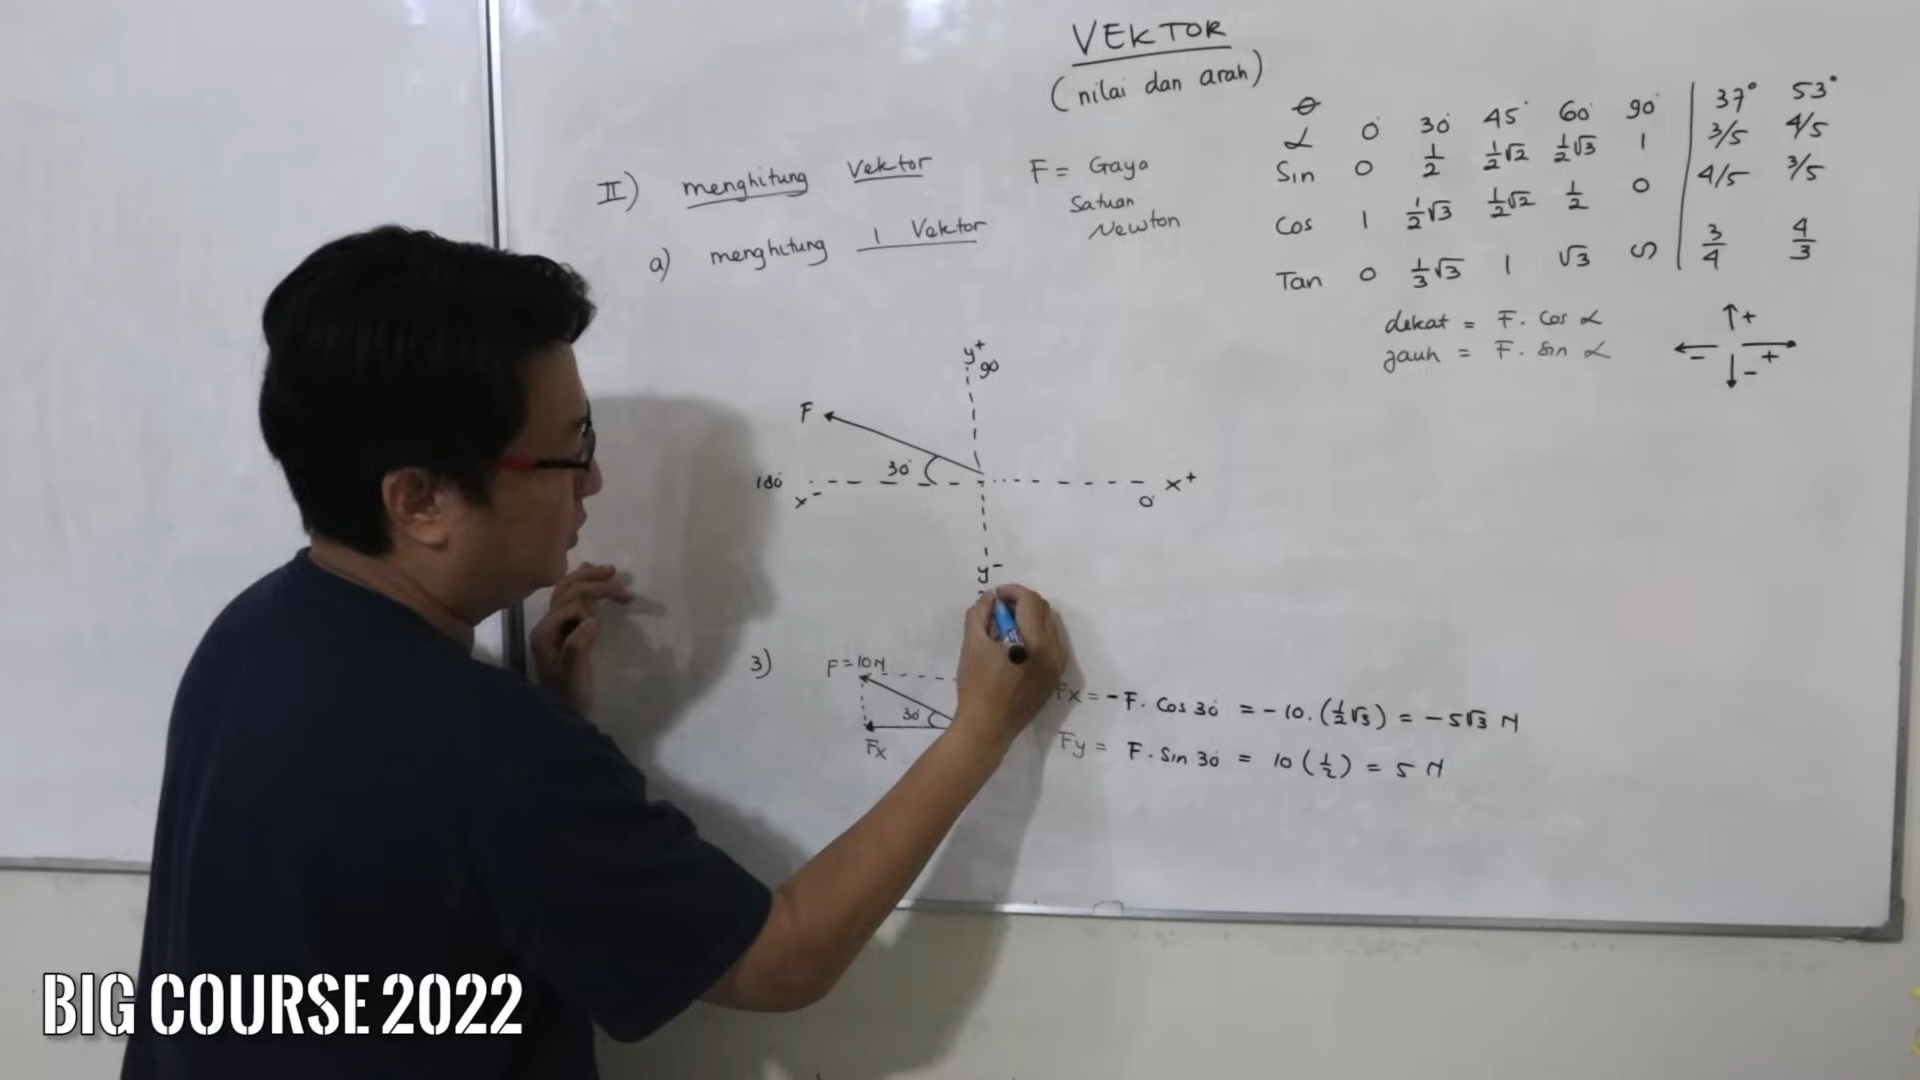 VEKTOR
(nilai dan arah)
II) menghitung Vektor
a) menghitung 1 Vektor
F = Gaya
Satuan
Newton
θ
α 0° 30° 45° 60° 90° 37° 53°
Sin 0 1/2 1/2√2 1/2√3 1 3/5 4/5
Cos 1 1/2√3 1/2√2 1/2 0 4/5 3/5
Tan 0 1/3√3 1 √3 ∽ 3/4 4/3
dekat = F. Cos α
jauh = F. Sin α
+
- +
-
y+
90
F
30°
180° x- 0° x+
y-
3) F=10N
30°
Fx
Fx = -F. Cos 30° = -10. (1/2√3) = -5√3 N
Fy = F. Sin 30° = 10 (1/2) = 5 N
BIG COURSE 2022